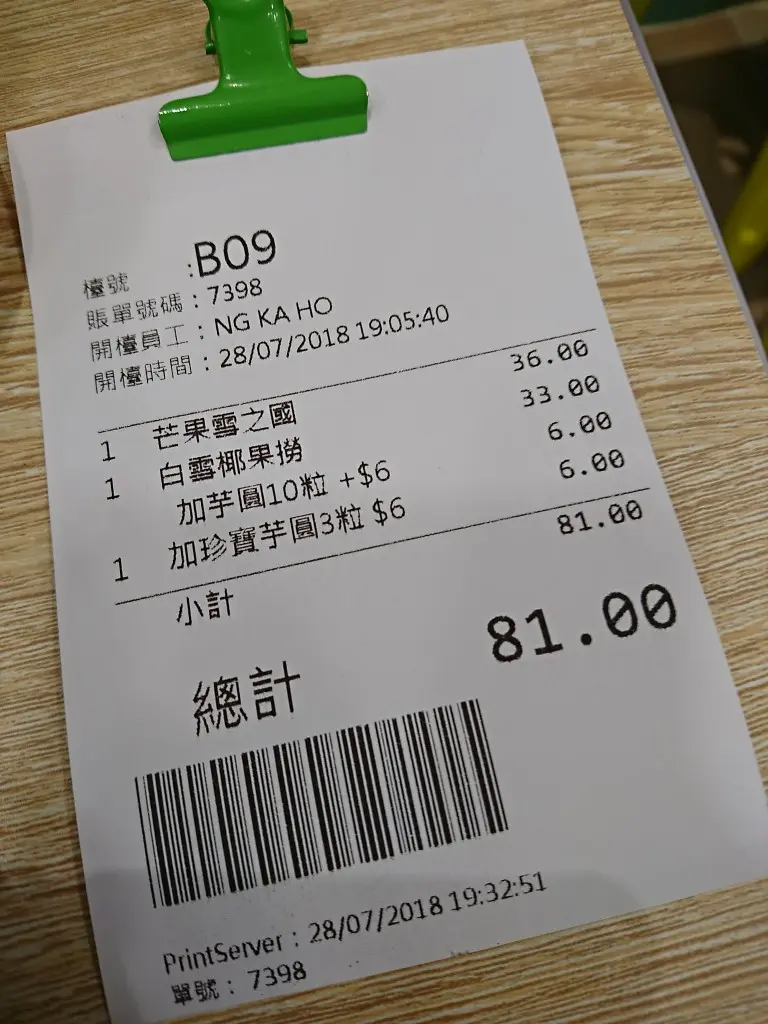 檯號 :B09
賬單號碼 : 7398
開檯員工 : NG KA HO
開檯時間 : 28/07/2018 19:05:40
1 芒果雪之國 36.00
1 白雪椰果撈 33.00
加芋圓10粒 +$6 6.00
1 加珍寶芋圓3粒 $6 6.00
小計 81.00
總計 81.00
PrintServer : 28/07/2018 19:32:51
單號 : 7398